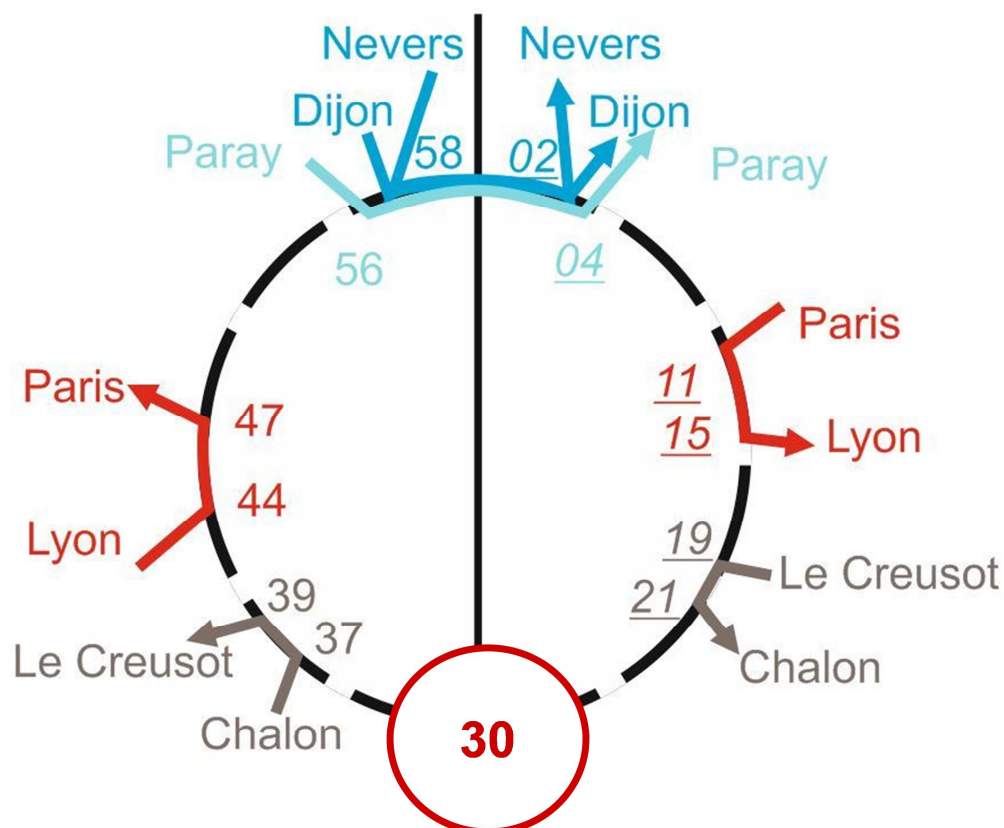 Nevers Nevers
Dijon Dijon
Paray 58 02 Paray
56 04
Paris
Paris 11
47 15 Lyon
44
Lyon 19
Le Creusot
39 21
37
Le Creusot Chalon
Chalon
30